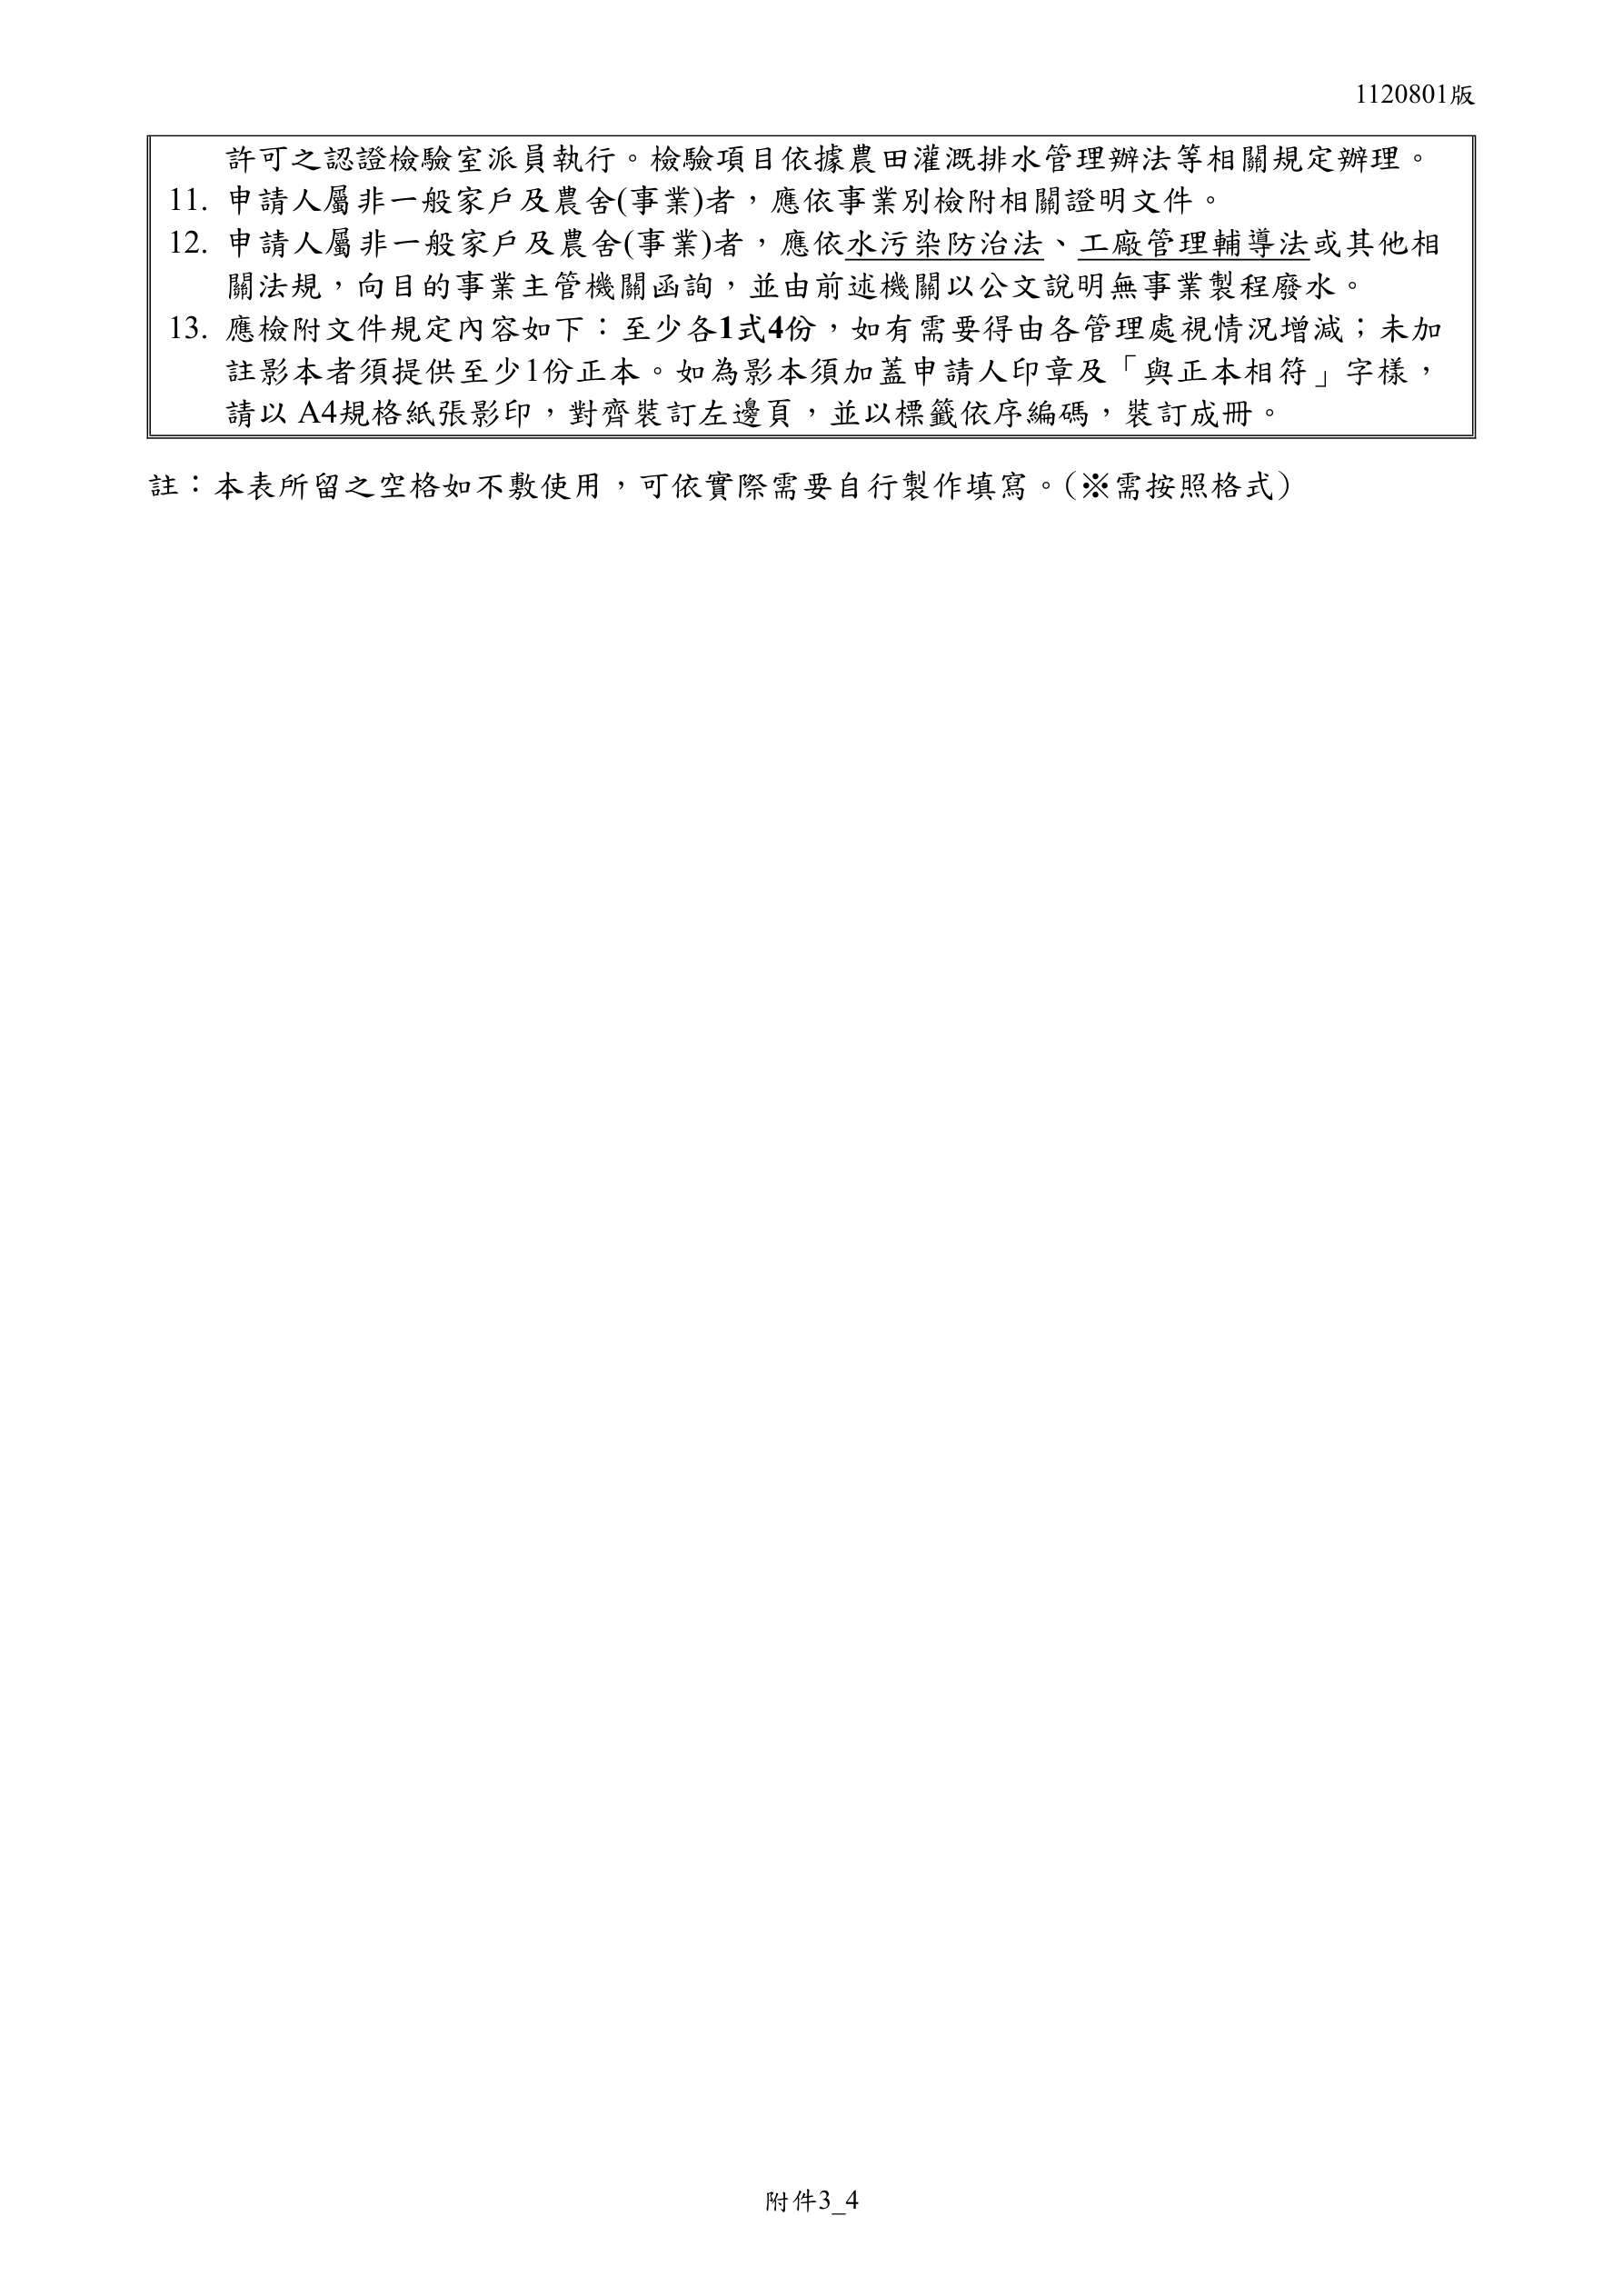 1120801版
許可之認證檢驗室派員執行。檢驗項目依據農田灌溉排水管理辦法等相關規定辦理。
11. 申請人屬非一般家戶及農舍(事業)者，應依事業別檢附相關證明文件。
12. 申請人屬非一般家戶及農舍(事業)者，應依水污染防治法、工廠管理輔導法或其他相
關法規，向目的事業主管機關函詢，並由前述機關以公文說明無事業製程廢水。
13. 應檢附文件規定內容如下：至少各1式4份，如有需要得由各管理處視情況增減；未加
註影本者須提供至少1份正本。如為影本須加蓋申請人印章及「與正本相符」字樣，
請以 A4規格紙張影印，對齊裝訂左邊頁，並以標籤依序編碼，裝訂成冊。
註：本表所留之空格如不敷使用，可依實際需要自行製作填寫。(※需按照格式)
附件3_4